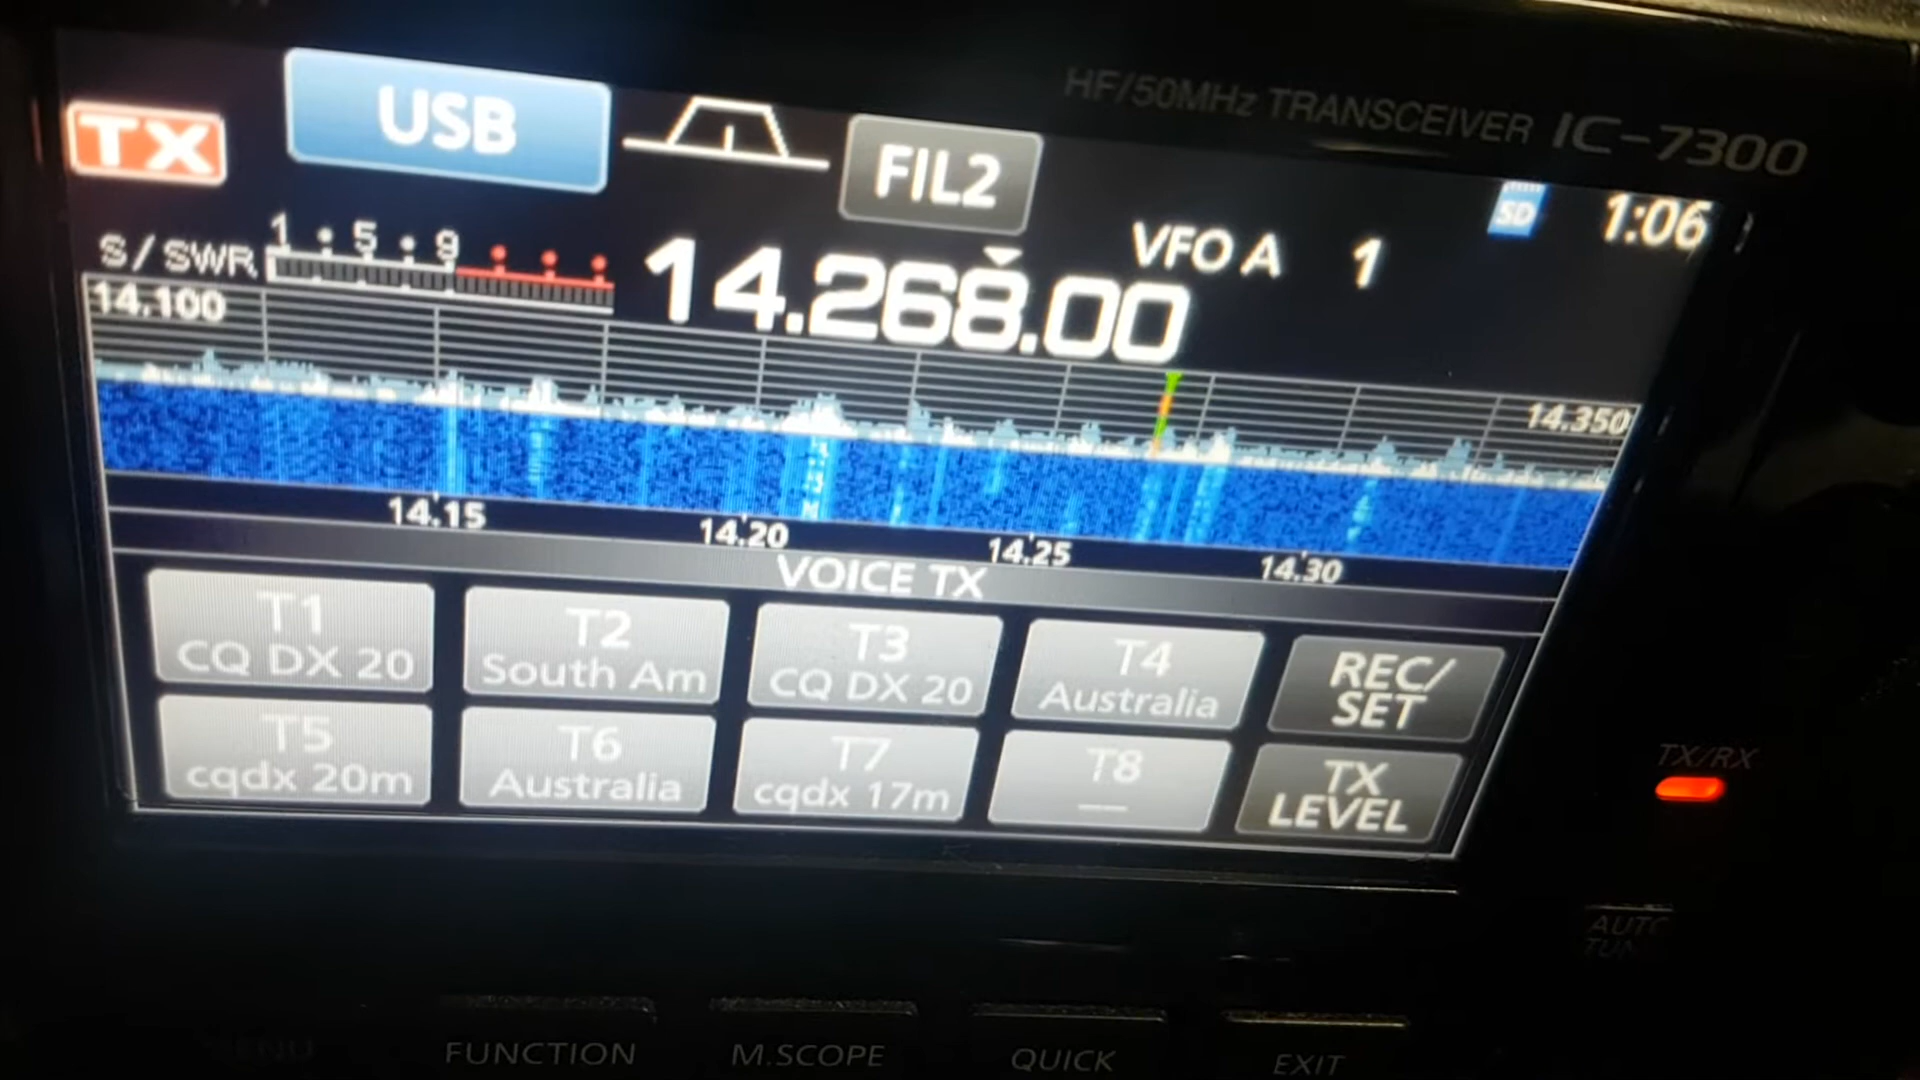 HF/50MHz TRANSCEIVER IC-7300
TX
USB
FIL2
SD
1:06
VFO A 1
S/SWR
1 5 9
14.268.00
14.100
14.350
14.15 14.20 14.25 14.30
VOICE TX
T1
CQ DX 20
T2
South Am
T3
CQ DX 20
T4
Australia
REC/
SET
T5
cqdx 20m
T6
Australia
T7
cqdx 17m
T8
—
TX
LEVEL
TX/RX
AUTO
MENU
FUNCTION
M.SCOPE
QUICK
EXIT